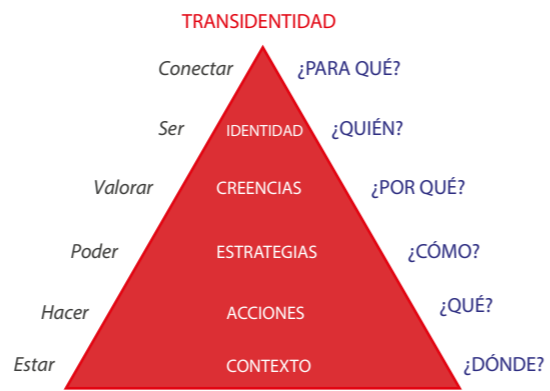 TRANSIDENTIDAD
Conectar ¿PARA QUÉ?
Ser IDENTIDAD ¿QUIÉN?
Valorar CREENCIAS ¿POR QUÉ?
Poder ESTRATEGIAS ¿CÓMO?
Hacer ACCIONES ¿QUÉ?
Estar CONTEXTO ¿DÓNDE?